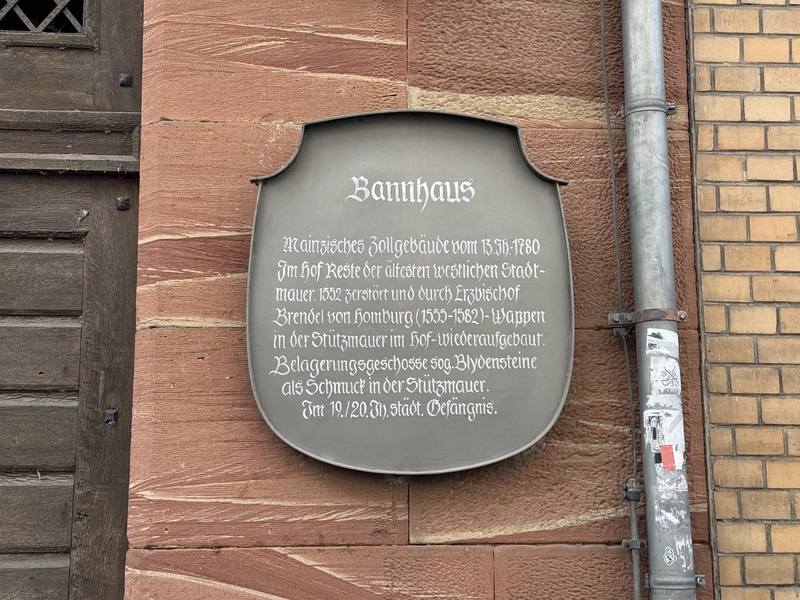 Bannhaus
Mainzisches Zollgebäude vom 13.Jh.-1780
Im Hof Reste der ältesten westlichen Stadt-
mauer. 1552 zerstört und durch Erzbischof
Brendel von Homburg (1555-1582)-Wappen
in der Stützmauer im Hof-wiederaufgebaut.
Belagerungsgeschosse sog. Blydensteine
als Schmuck in der Stützmauer.
Im 19./20.Jh. städt. Gefängnis.